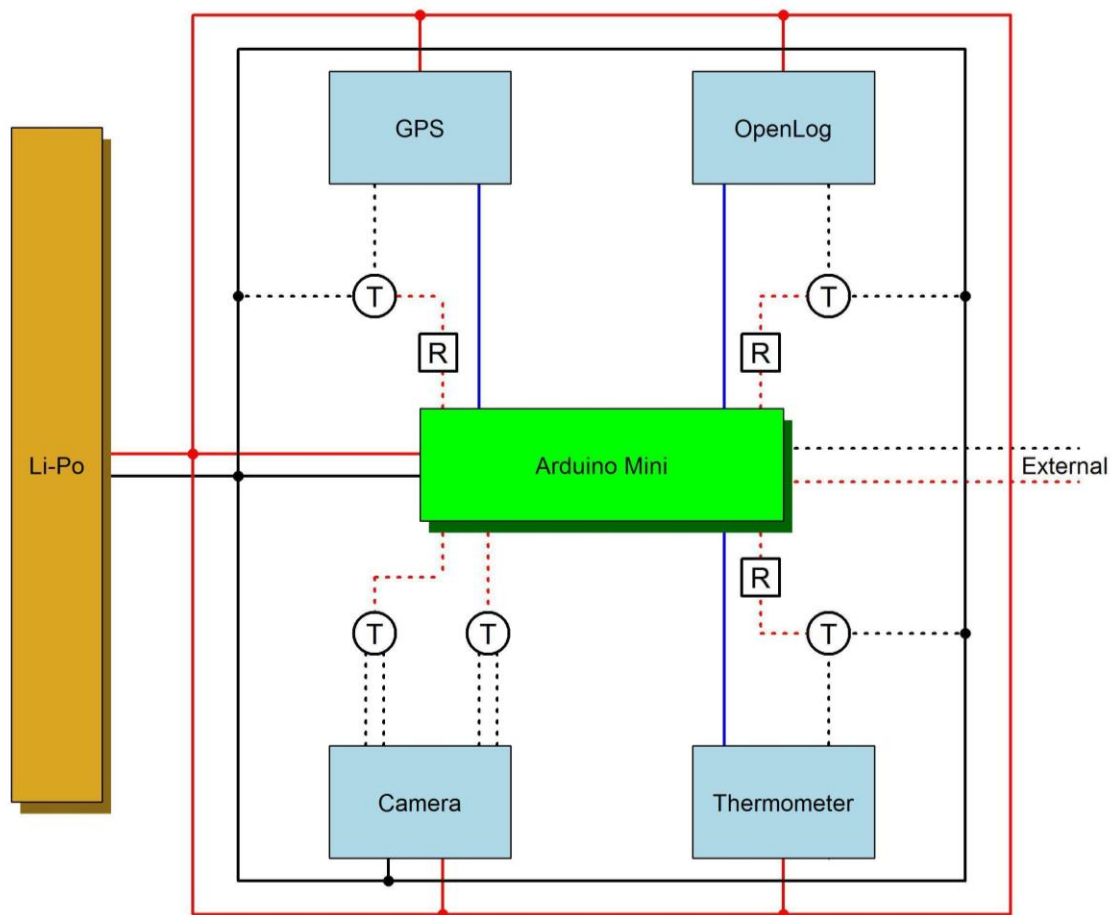 GPS
OpenLog
T
T
R
R
Li-Po
Arduino Mini
External
R
T
T
T
Camera
Thermometer